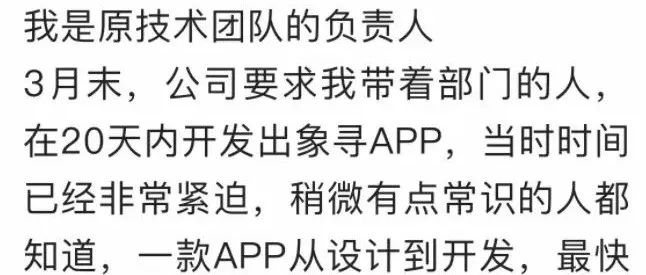 我是原技术团队的负责人
3月末，公司要求我带着部门的人，
在20天内开发出象寻APP，当时时间
已经非常紧迫，稍微有点常识的人都
知道，一款APP从设计到开发，最快